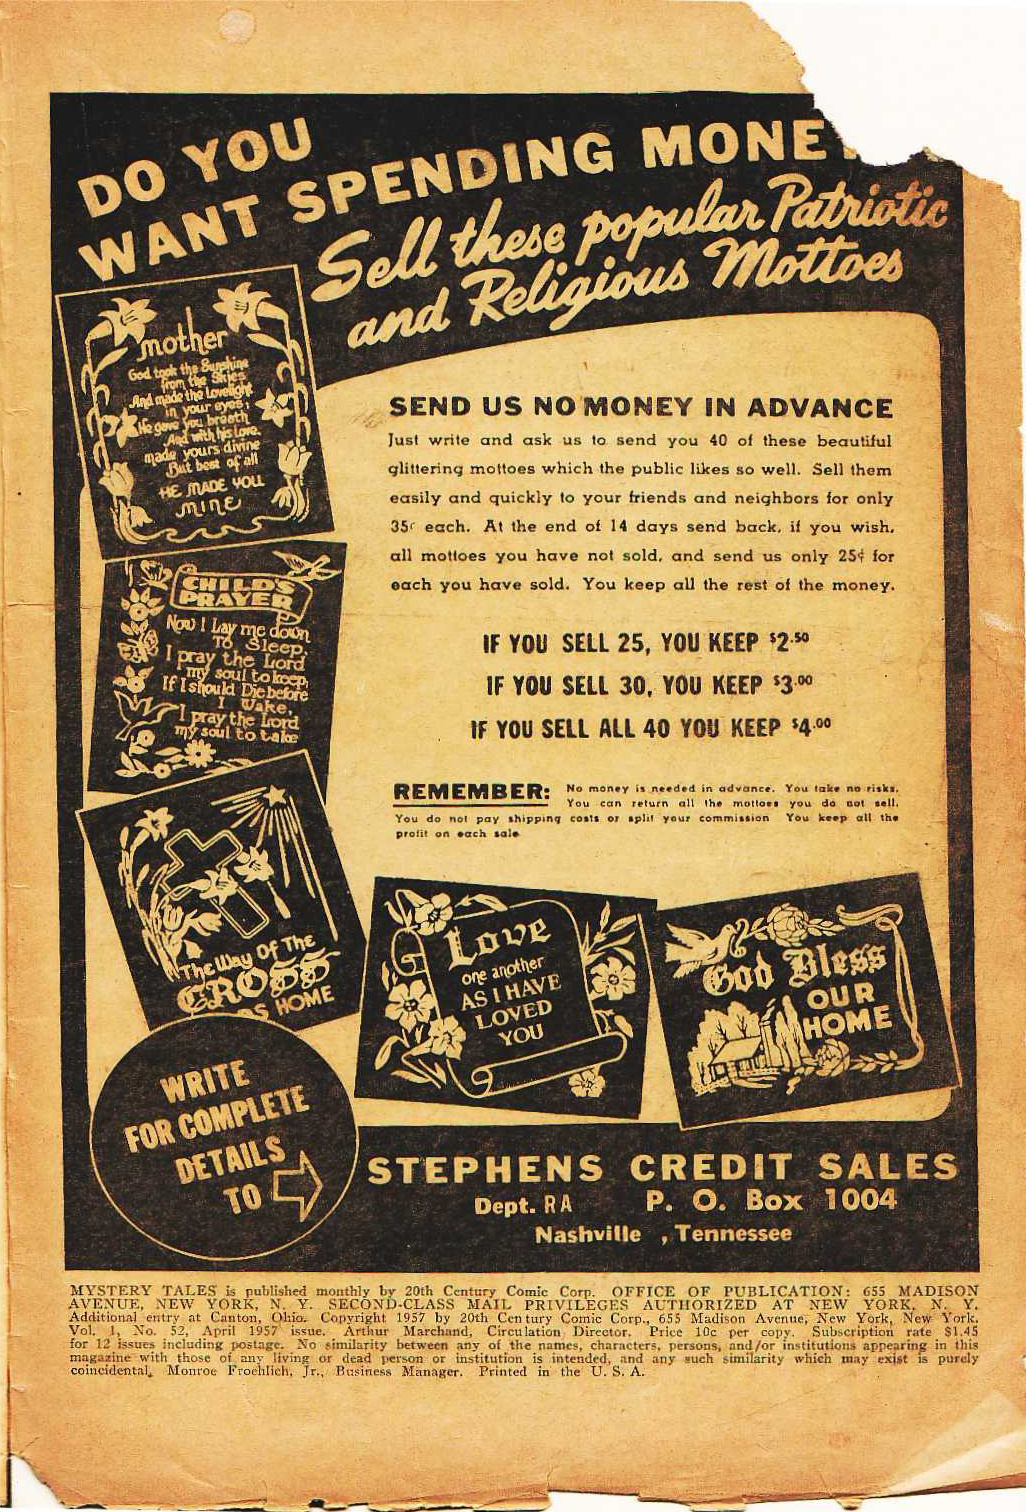 DO YOU
WANT SPENDING MONEY
Sell these popular Patriotic
and Religious Mottoes
mother
God took the Sunshine
from the Skies
And made the Lovelight
in your eyes;
He gave you breath
And with his Love.
made yours divine
But best of all
HE MADE YOU
MINE
CHILD'S
PRAYER
Now I Lay me down
To Sleep.
I pray the Lord
my soul to keep,
If I should Die before
I Wake,
I pray the Lord
my soul to take
The Way Of The
CROSS
DS HOME
SEND US NO MONEY IN ADVANCE
Just write and ask us to send you 40 of these beautiful
glittering mottoes which the public likes so well. Sell them
easily and quickly to your friends and neighbors for only
35¢ each. At the end of 14 days send back, if you wish,
all mottoes you have not sold, and send us only 25¢ for
each you have sold. You keep all the rest of the money.
IF YOU SELL 25, YOU KEEP $2.50
IF YOU SELL 30, YOU KEEP $3.00
IF YOU SELL ALL 40 YOU KEEP $4.00
REMEMBER: No money is needed in advance. You take no risks.
You can return all the mottoes you do not sell.
You do not pay shipping costs or split your commission You keep all the
profit on each sale
Love
one another
AS I HAVE
LOVED
YOU
God Bless
OUR
HOME
WRITE
FOR COMPLETE
DETAILS
TO
STEPHENS CREDIT SALES
Dept. RA P. O. Box 1004
Nashville , Tennessee
MYSTERY TALES is published monthly by 20th Century Comic Corp. OFFICE OF PUBLICATION: 655 MADISON
AVENUE, NEW YORK, N. Y. SECOND-CLASS MAIL PRIVILEGES AUTHORIZED AT NEW YORK, N. Y.
Additional entry at Canton, Ohio. Copyright 1957 by 20th Century Comic Corp., 655 Madison Avenue, New York, New York.
Vol. 1, No. 52, April 1957 issue. Arthur Marchand, Circulation Director. Price 10c per copy. Subscription rate $1.45
for 12 issues including postage. No similarity between any of the names, characters, persons, and/or institutions appearing in this
magazine with those of any living or dead person or institution is intended, and any such similarity which may exist is purely
coincidental. Monroe Froehlich, Jr., Business Manager. Printed in the U. S. A.